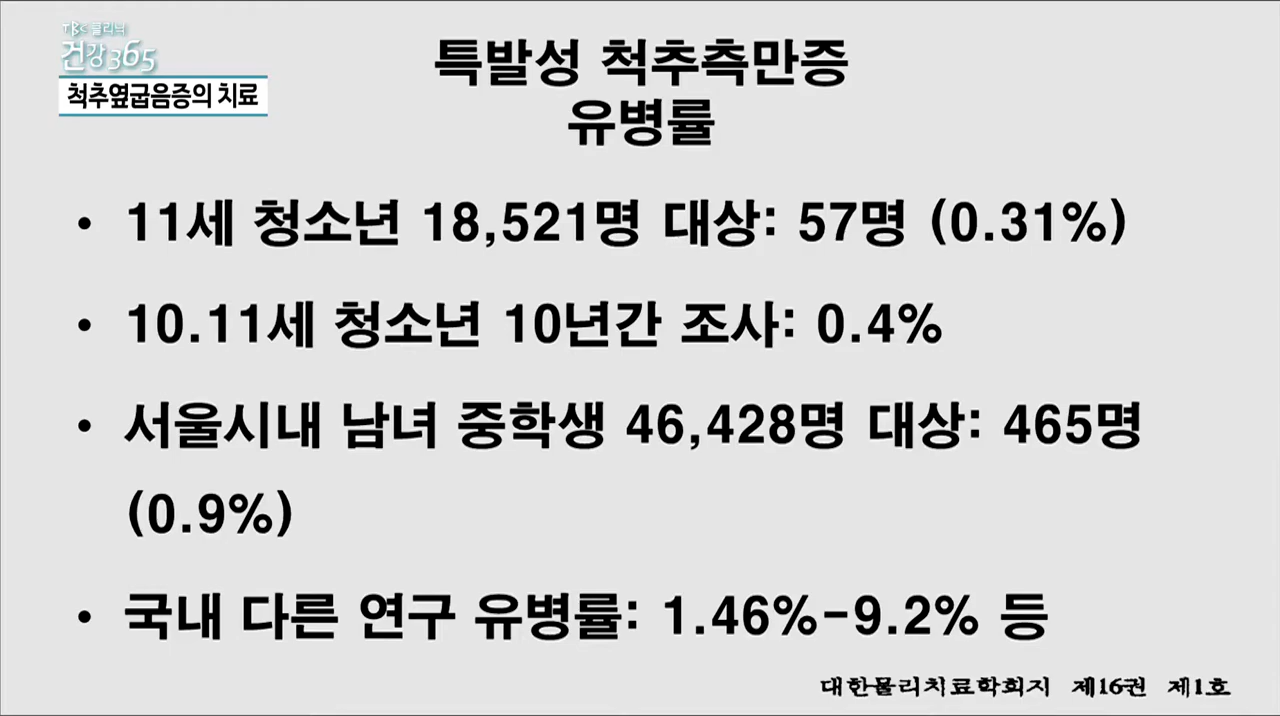 TBC 클리닉
건강365
척추옆굽음증의 치료
특발성 척추측만증
유병률
• 11세 청소년 18,521명 대상: 57명 (0.31%)
• 10.11세 청소년 10년간 조사: 0.4%
• 서울시내 남녀 중학생 46,428명 대상: 465명
(0.9%)
• 국내 다른 연구 유병률: 1.46%-9.2% 등
대한물리치료학회지 제16권 제1호